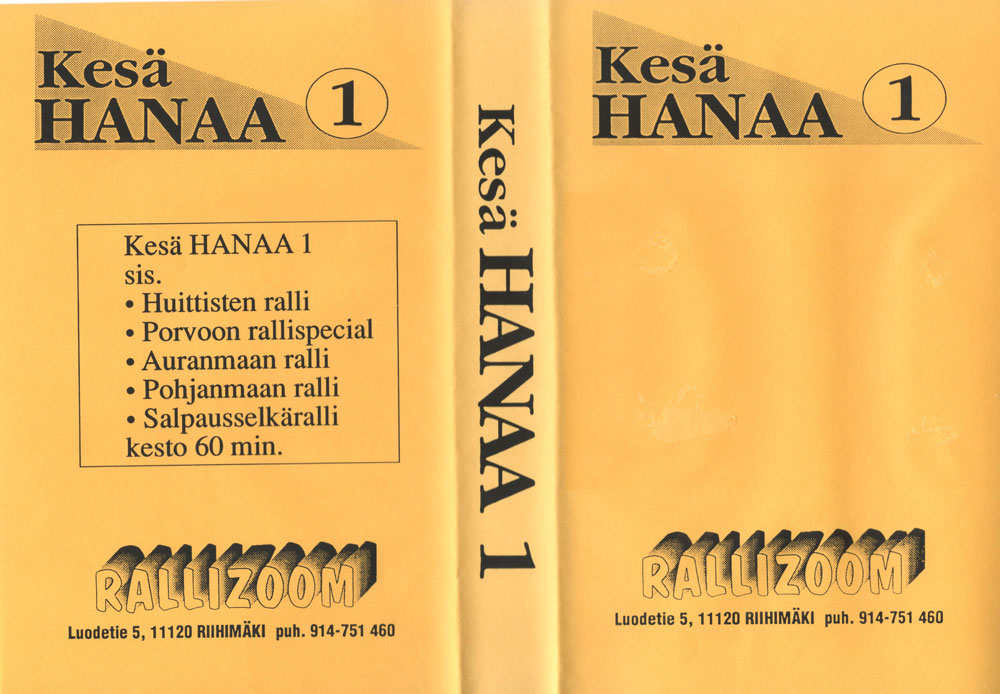 Kesä
HANAA 1
Kesä HANAA 1
sis.
• Huittisten ralli
• Porvoon rallispecial
• Auranmaan ralli
• Pohjanmaan ralli
• Salpausselkäralli
kesto 60 min.
RALLIZOOM
Luodetie 5, 11120 RIIHIMÄKI puh. 914-751 460
Kesä HANAA 1
Kesä
HANAA 1
RALLIZOOM
Luodetie 5, 11120 RIIHIMÄKI puh. 914-751 460